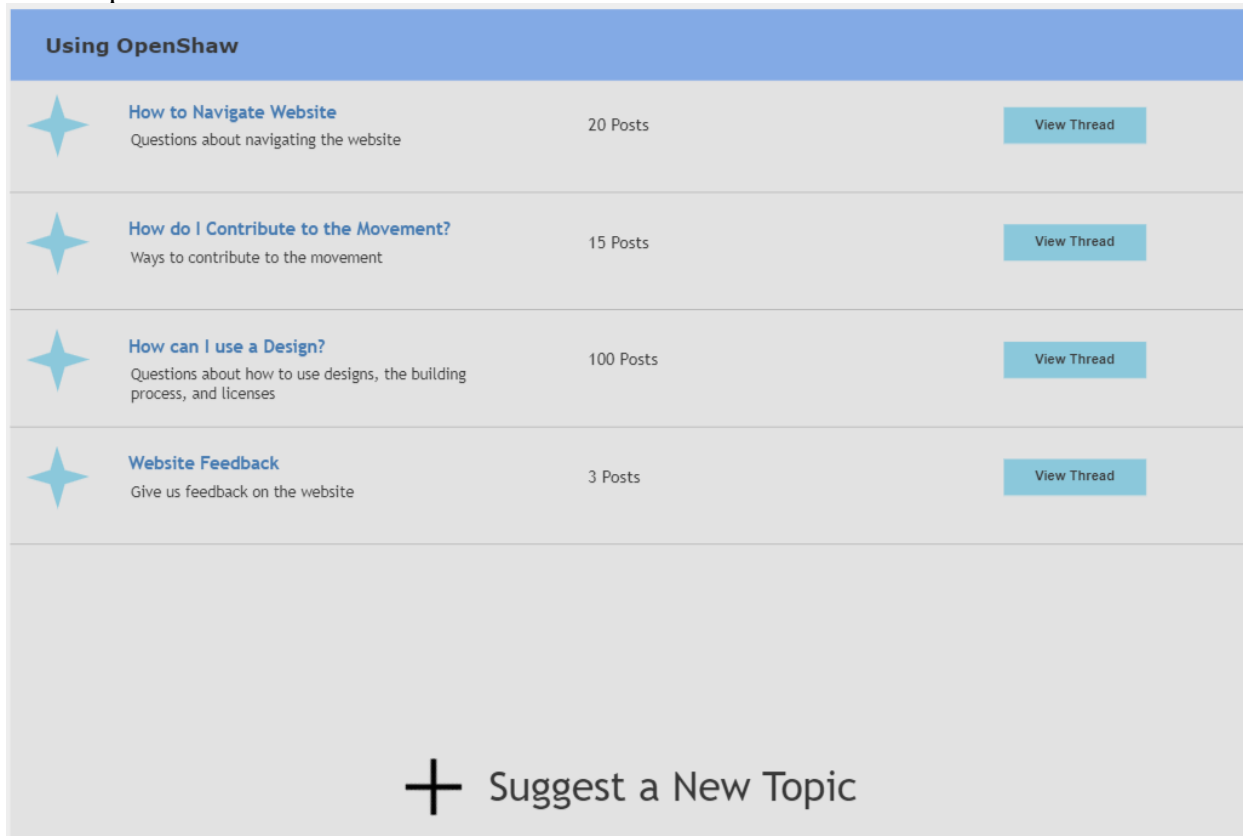 Using OpenShaw
How to Navigate Website
Questions about navigating the website
20 Posts
View Thread
How do I Contribute to the Movement?
Ways to contribute to the movement
15 Posts
View Thread
How can I use a Design?
Questions about how to use designs, the building
process, and licenses
100 Posts
View Thread
Website Feedback
Give us feedback on the website
3 Posts
View Thread
Suggest a New Topic